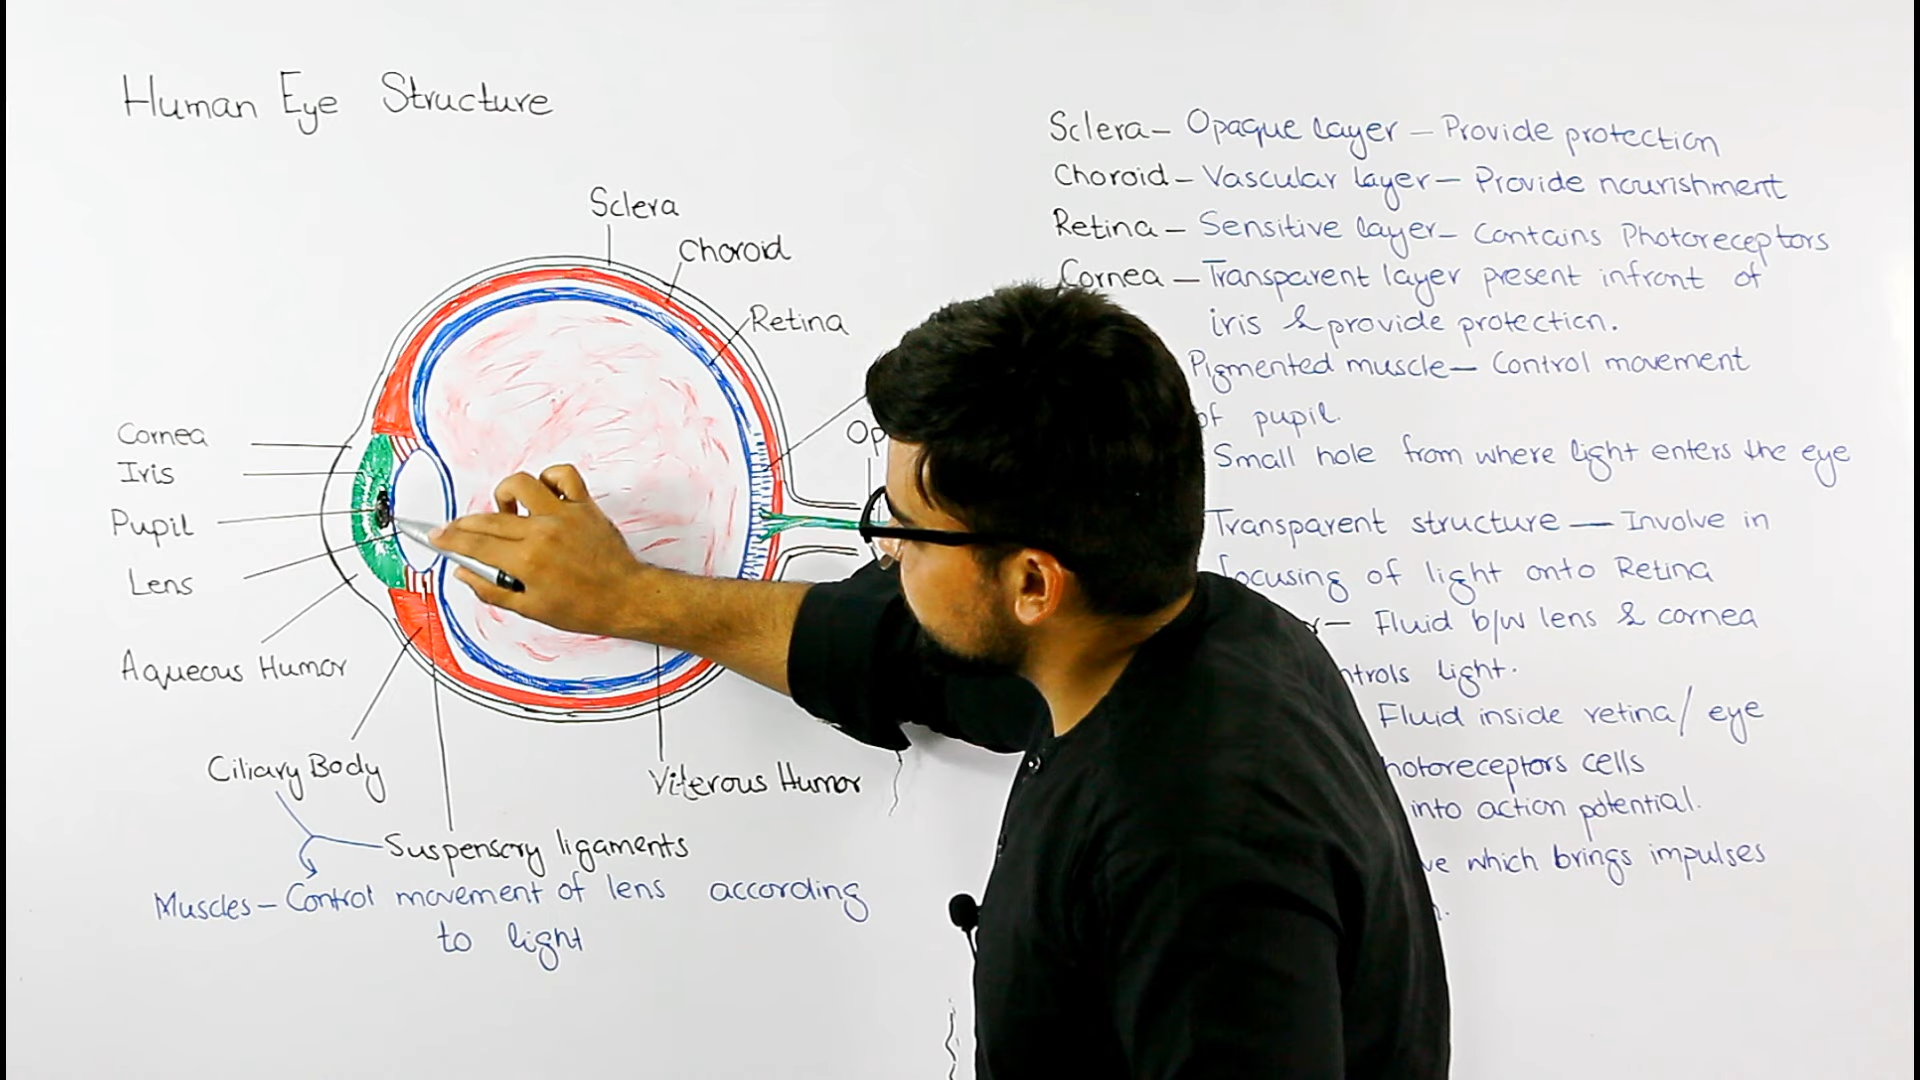 Human Eye Structure
Sclera
Choroid
Retina
Cornea
Iris
Pupil
Lens
Aqueous Humor
Ciliary Body
Suspensory ligaments
Viterous Humor
Op
Muscles – Control movement of lens according
to light
Sclera – Opaque layer – Provide protection
Choroid – Vascular layer – Provide nourishment
Retina – Sensitive layer – Contains Photoreceptors
Cornea – Transparent layer present infront of
iris & provide protection.
Pigmented muscle – Control movement
of pupil.
Small hole from where light enters the eye
Transparent structure – Involve in
focusing of light onto Retina
r – Fluid b/w lens & cornea
ntrols light.
Fluid inside retina/ eye
hotoreceptors cells
into action potential.
ve which brings impulses